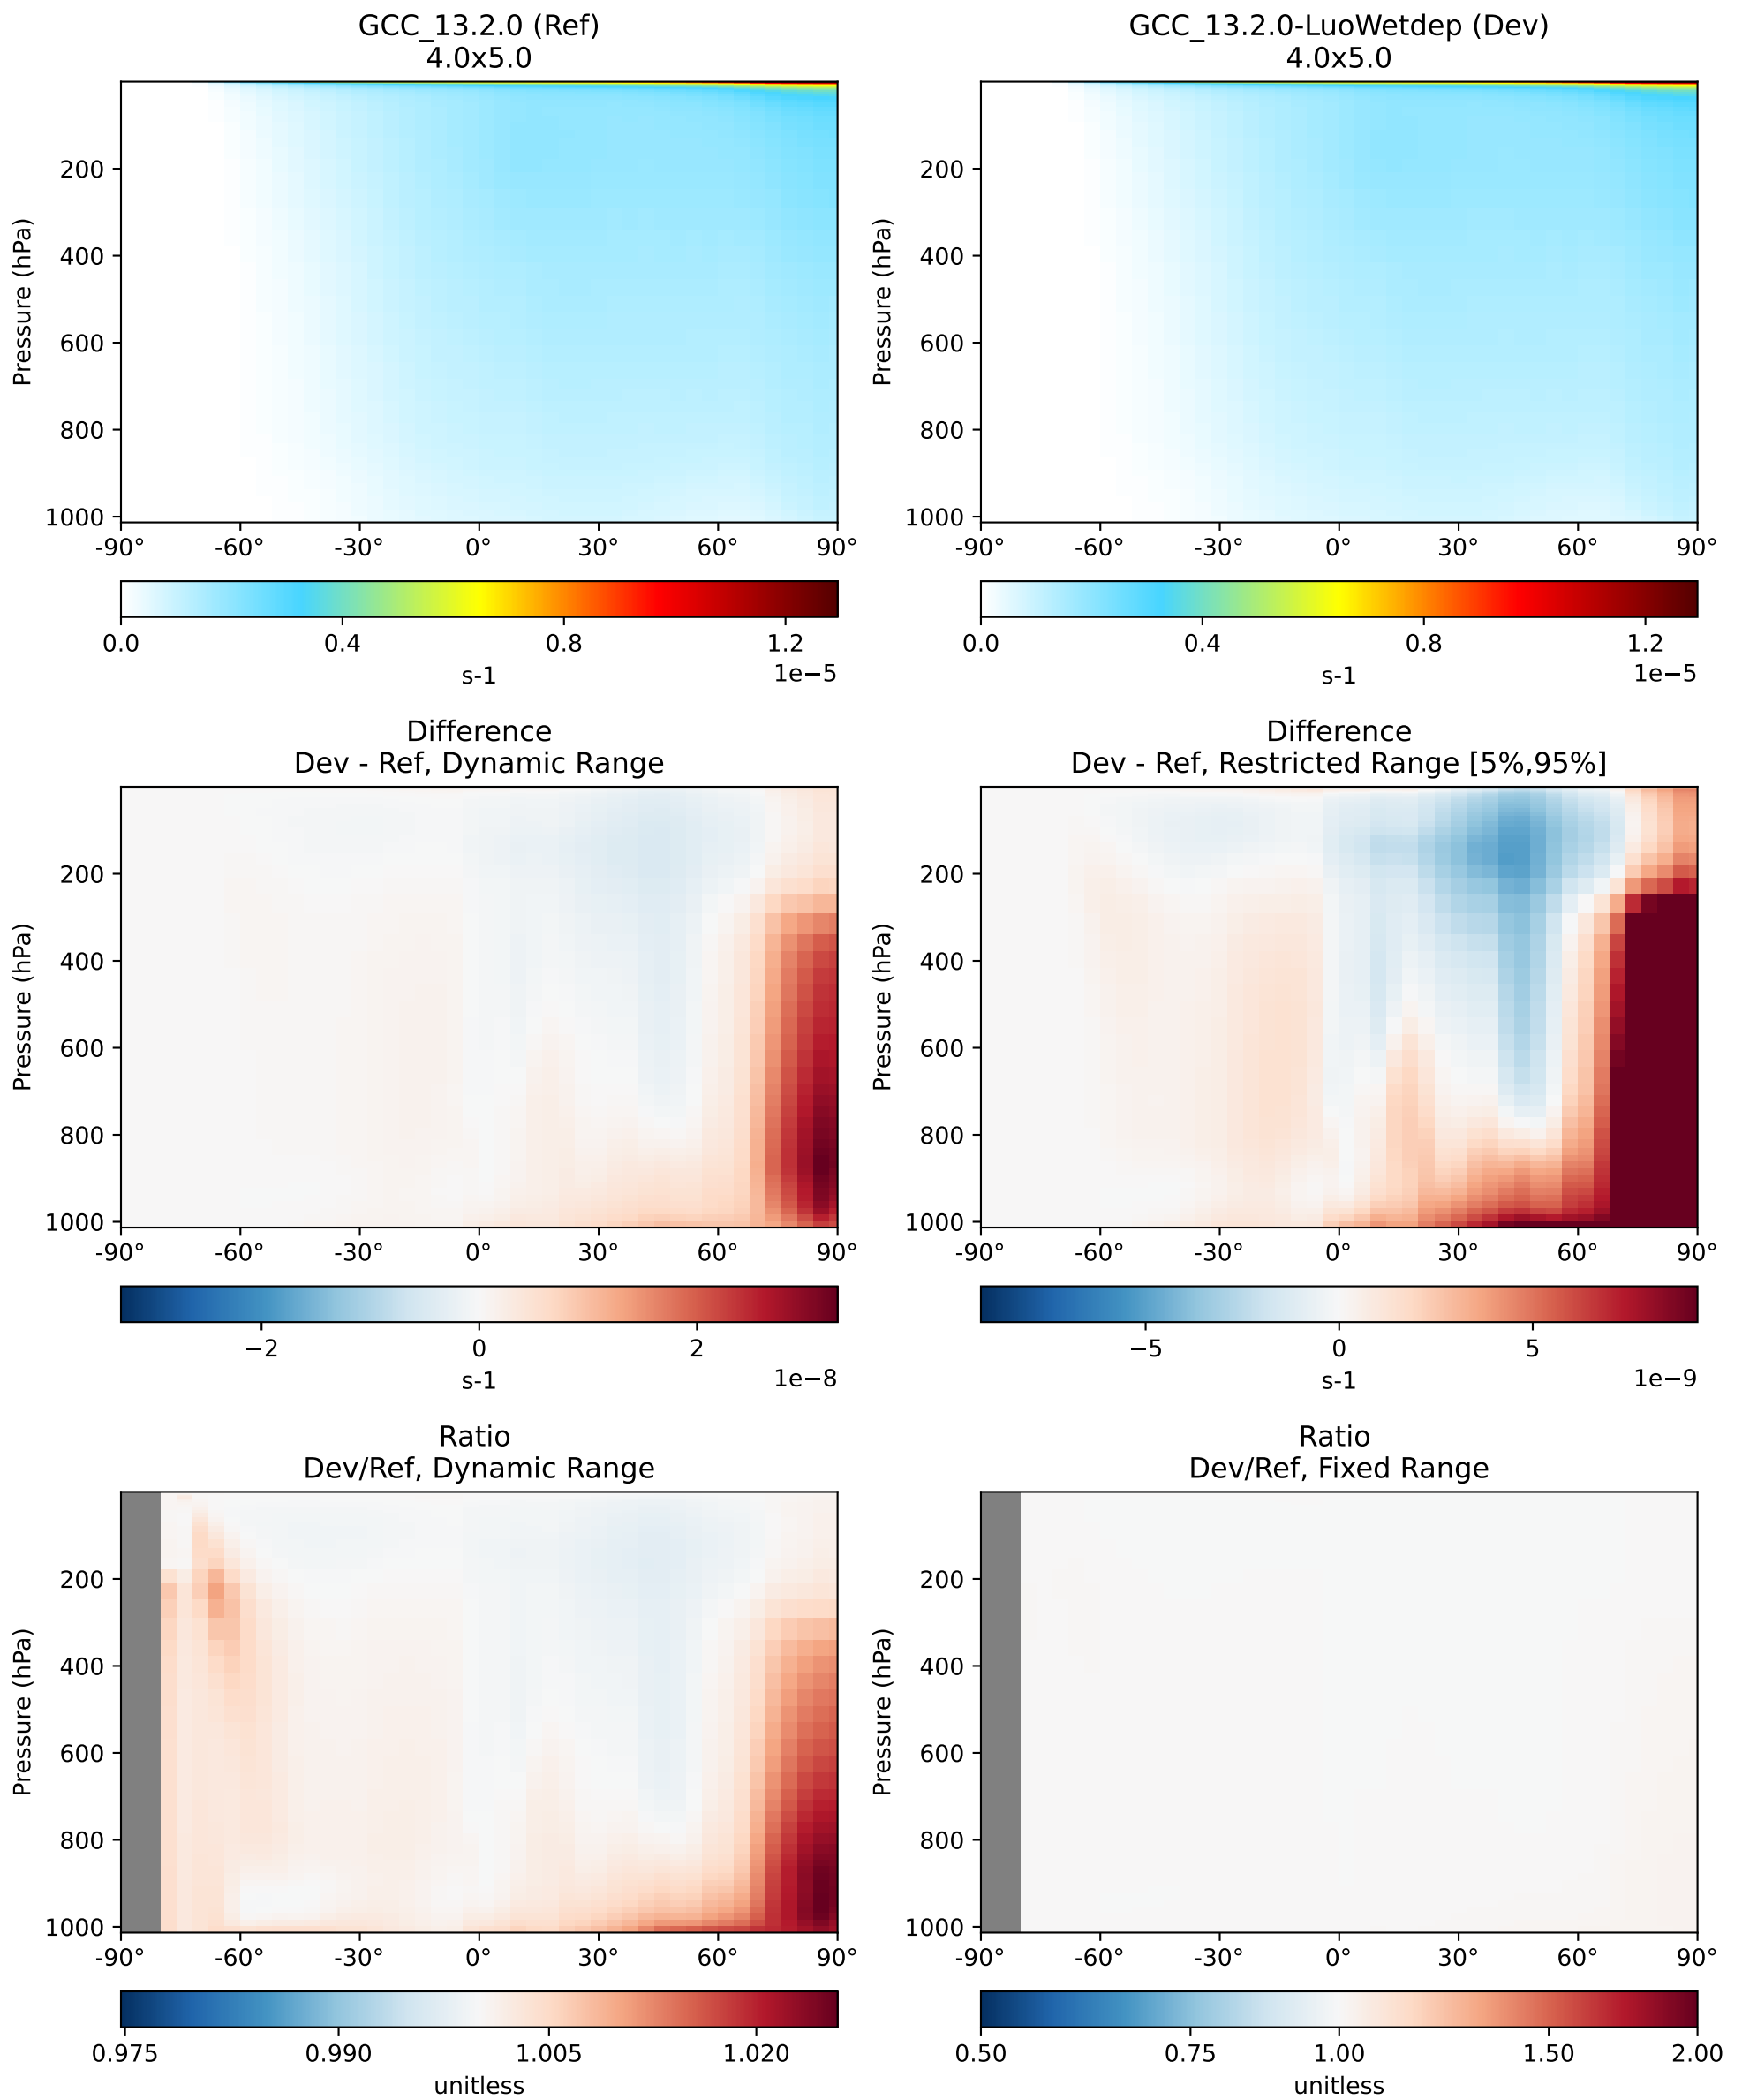 GCC_13.2.0 (Ref)
4.0x5.0
Pressure (hPa)
200
400
600
800
1000
-90° -60° -30° 0° 30° 60° 90°
0.0 0.4 0.8 1.2
s-1
1e−5
GCC_13.2.0-LuoWetdep (Dev)
4.0x5.0
Pressure (hPa)
200
400
600
800
1000
-90° -60° -30° 0° 30° 60° 90°
0.0 0.4 0.8 1.2
s-1
1e−5
Difference
Dev - Ref, Dynamic Range
Pressure (hPa)
200
400
600
800
1000
-90° -60° -30° 0° 30° 60° 90°
−2 0 2
s-1
1e−8
Difference
Dev - Ref, Restricted Range [5%,95%]
Pressure (hPa)
200
400
600
800
1000
-90° -60° -30° 0° 30° 60° 90°
−5 0 5
s-1
1e−9
Ratio
Dev/Ref, Dynamic Range
Pressure (hPa)
200
400
600
800
1000
-90° -60° -30° 0° 30° 60° 90°
0.975 0.990 1.005 1.020
unitless
Ratio
Dev/Ref, Fixed Range
Pressure (hPa)
200
400
600
800
1000
-90° -60° -30° 0° 30° 60° 90°
0.50 0.75 1.00 1.50 2.00
unitless